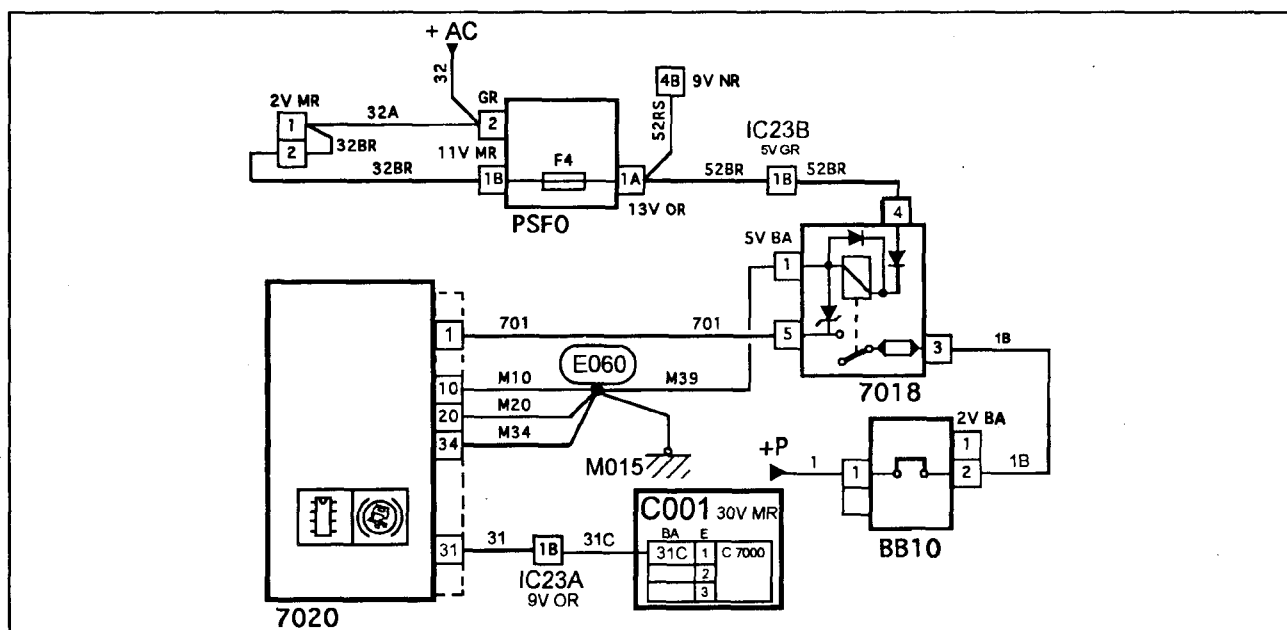 + AC
32
4B 9V NR
2V MR
GR
1 32A 2
52RS
IC23B
5V GR
2 32BR
11V MR F4
32BR 1B 1A 52BR 1B 52BR
13V OR
PSF0
4
5V BA
1
1 701 701 5
E060
3 1B
10 M10 M39
7018
20 M20
34 M34
2V BA
+P 1
M015
1 1 2 1B
C001 30V MR
BA E
31 31 1B 31C 31C 1 C 7000
2
3
BB10
IC23A
9V OR
7020